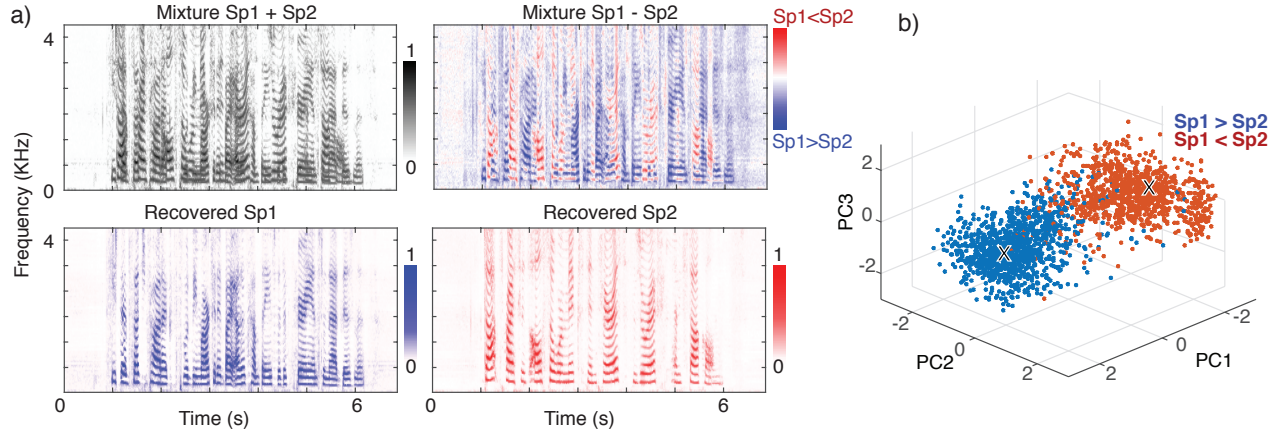 a)
Mixture Sp1 + Sp2
Mixture Sp1 - Sp2
Sp1<Sp2
Sp1>Sp2
4
0
1
0
Frequency (KHz)
Recovered Sp1
Recovered Sp2
4
1
0
1
0
0
6
0
6
Time (s)
Time (s)
b)
Sp1 > Sp2
Sp1 < Sp2
PC3
2
0
-2
-2
0
2
PC2
-2
0
2
PC1
X
X